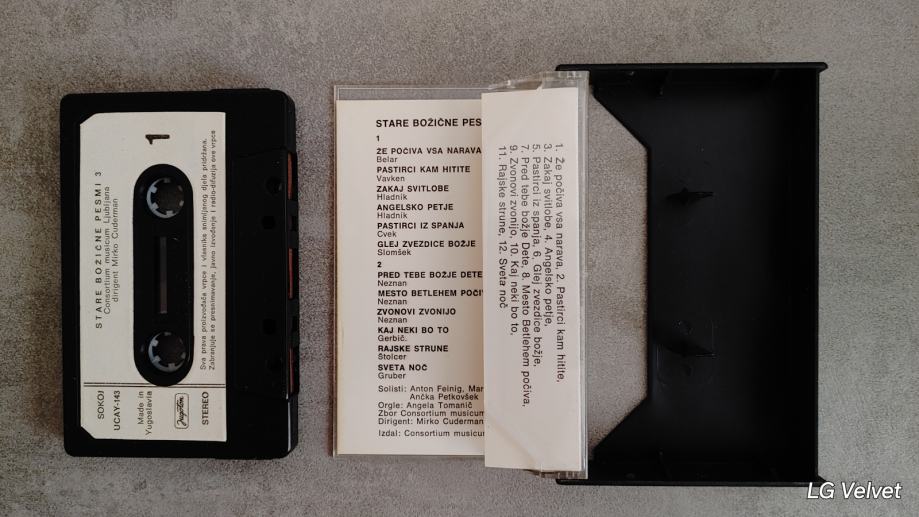 1
STARE BOŽIČNE PESMI 3
Consortium musicum Ljubljana
dirigent Mirko Cuderman
Sva prava proizvođača vrpce i vlasnika snimljenog djela pridržana.
Zabranjuje se presnimavanje, javno izvođenje i radio-difuzija ove vrpce
SOKOJ
UCAY-143
Made in
Yugoslavia
Jugoton
STEREO
STARE BOŽIČNE PES
1
ŽE POČIVA VSA NARAVA
Belar
PASTIRCI KAM HITITE
Vavken
ZAKAJ SVITLOBE
Hladnik
ANGELSKO PETJE
Hladnik
PASTIRCI IZ SPANJA
Cvek
GLEJ ZVEZDICE BOŽJE
Slomšek
2
PRED TEBE BOŽJE DETE
Neznan
MESTO BETLEHEM POČIV
Neznan
ZVONOVI ZVONIJO
Neznan
KAJ NEKI BO TO
Gerbič.
RAJSKE STRUNE
Štolcer
SVETA NOČ
Gruber
Solisti: Anton Feinig, Mar
Ančka Petkovšek
Orgle: Angela Tomanič
Zbor Consortium musicum
Dirigent: Mirko Cuderman
Izdal: Consortium musicu
1. Že počiva vsa narava, 2. Pastirci kam hitite,
3. Zakaj svitlobe, 4. Angelsko petje,
5. Pastirci iz spanja, 6. Glej zvezdice božje,
7. Pred tebe božje Dete, 8. Mesto Betlehem počiva,
9. Zvonovi zvonijo, 10. Kaj neki bo to,
11. Rajske strune, 12. Sveta noč
LG Velvet